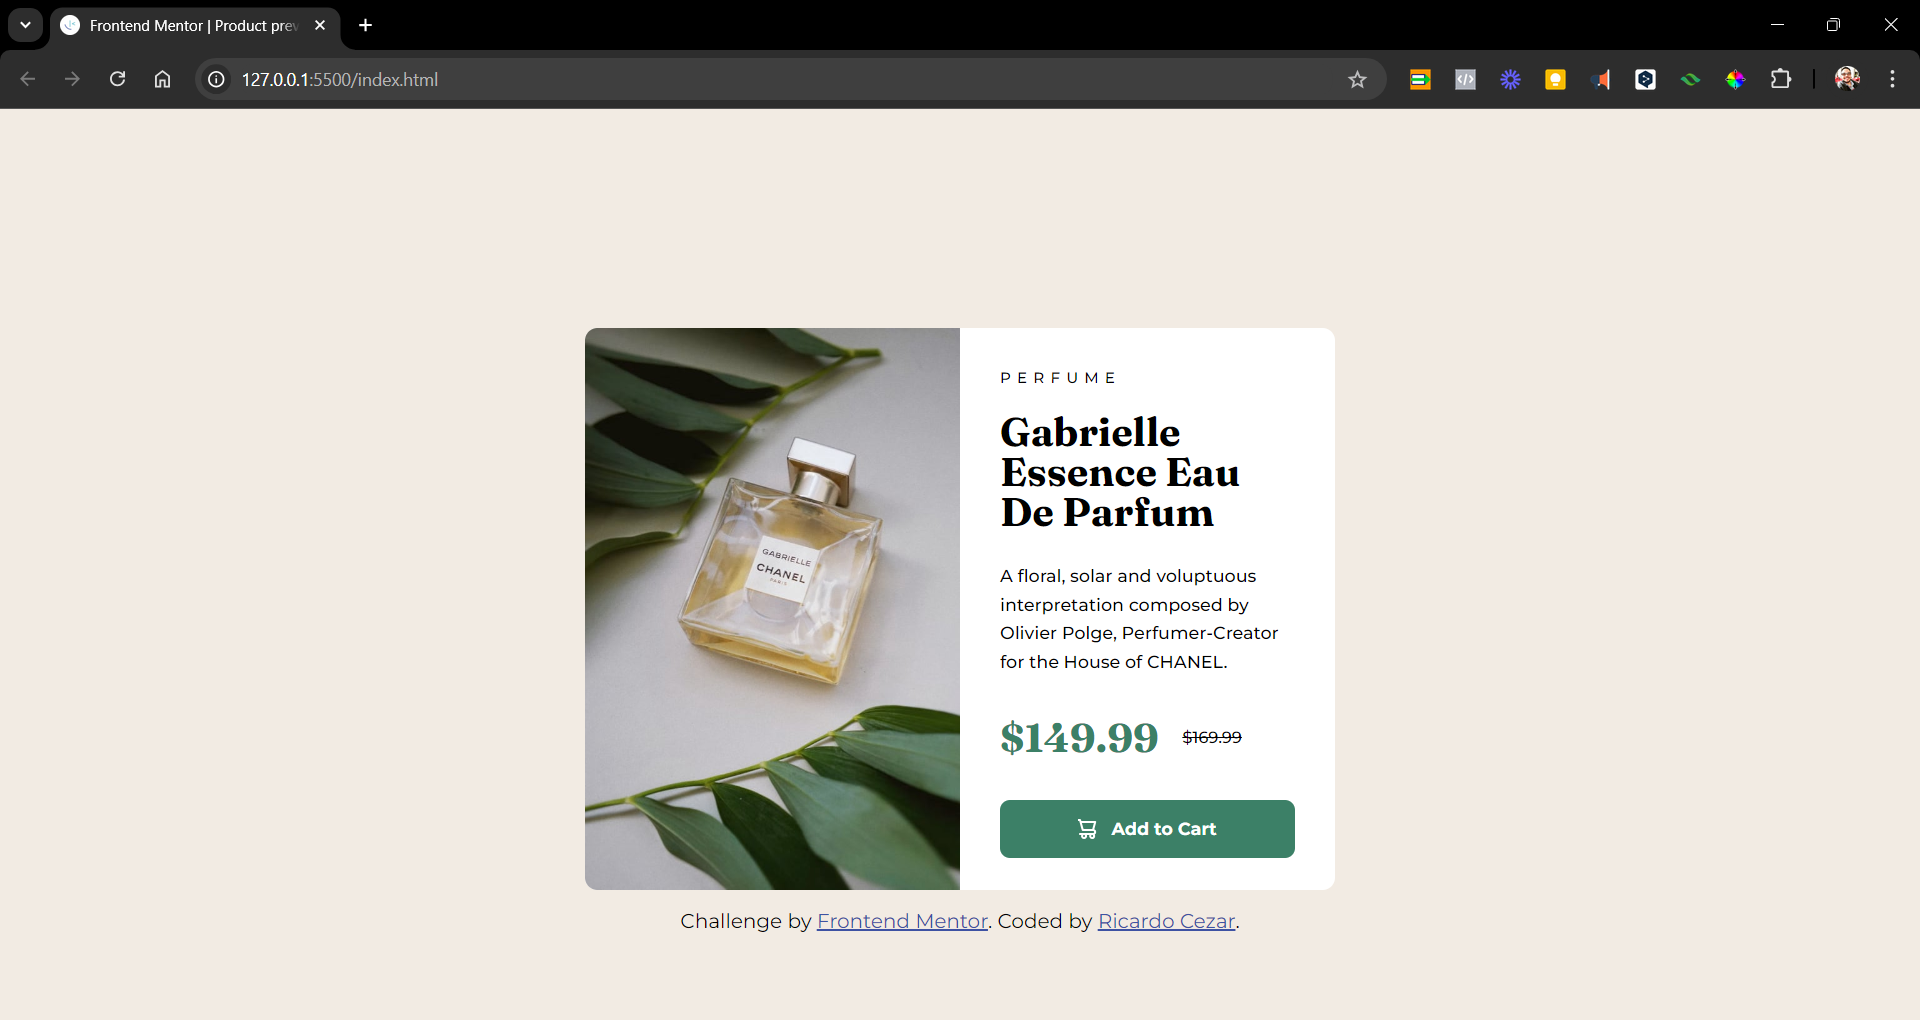 Frontend Mentor | Product prev
127.0.0.1:5500/index.html
GABRIELLE
CHANEL
PARIS
PERFUME
Gabrielle
Essence Eau
De Parfum
A floral, solar and voluptuous
interpretation composed by
Olivier Polge, Perfumer-Creator
for the House of CHANEL.
$149.99 $169.99
Add to Cart
Challenge by Frontend Mentor. Coded by Ricardo Cezar.